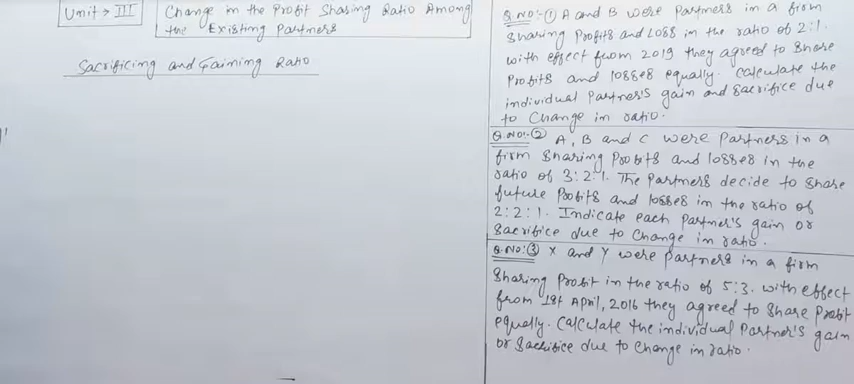 Unit → III
Change in the Profit Sharing Ratio Among
the Existing Partners
Sacrificing and Gaining Ratio
Q.NO:-① A and B were Partners in a firm
sharing Profits and Loss in the ratio of 2:1.
with effect from 2019 they agreed to share
Profits and losses equally. Calculate the
individual Partner's gain and sacrifice due
to Change in ratio.
Q.NO:-② A, B and C were Partners in a
firm sharing Profits and losses in the
ratio of 3:2:1. The Partners decide to share
future Profits and losses in the ratio of
2:2:1. Indicate each Partner's gain or
sacrifice due to Change in ratio.
Q.NO:③ X and Y were Partners in a firm
sharing Profit in the ratio of 5:3. with effect
from 1st April, 2016 they agreed to share Profit
equally. Calculate the individual Partner's gain
or sacrifice due to change in ratio.